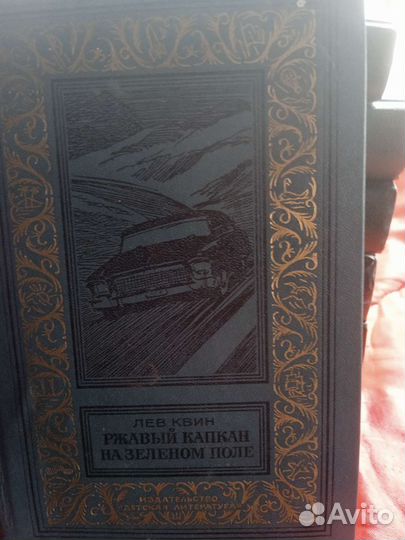 ЛЕВ КВИН
РЖАВЫЙ КАПКАН
НА ЗЕЛЕНОМ ПОЛЕ
ИЗДАТЕЛЬСТВО
«ДЕТСКАЯ ЛИТЕРАТУРА»
Avito